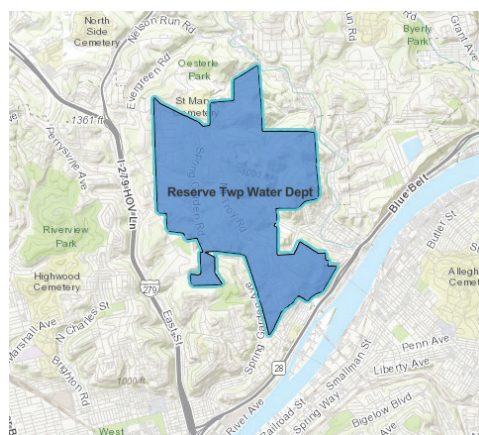 North
Side
Cemetery
Nelson Run Rd
Byerly
Park
Grant Ave
Oesterle
Park
Evergreen Rd
St Mary
Cemetery
1361 ft
Perrysville Ave
I-279 HOV Ln
Reserve Twp Water Dept
Blue Belt
Butler St
Riverview
Park
Highwood
Cemetery
279
East St
N Charles St
Marshall Ave
Brighton Rd
1000 ft
Spring Garden Ave
28
Penn Ave
Liberty Ave
Smallman St
Spring Way
Railroad St
River Ave
Bigelow Blvd
West